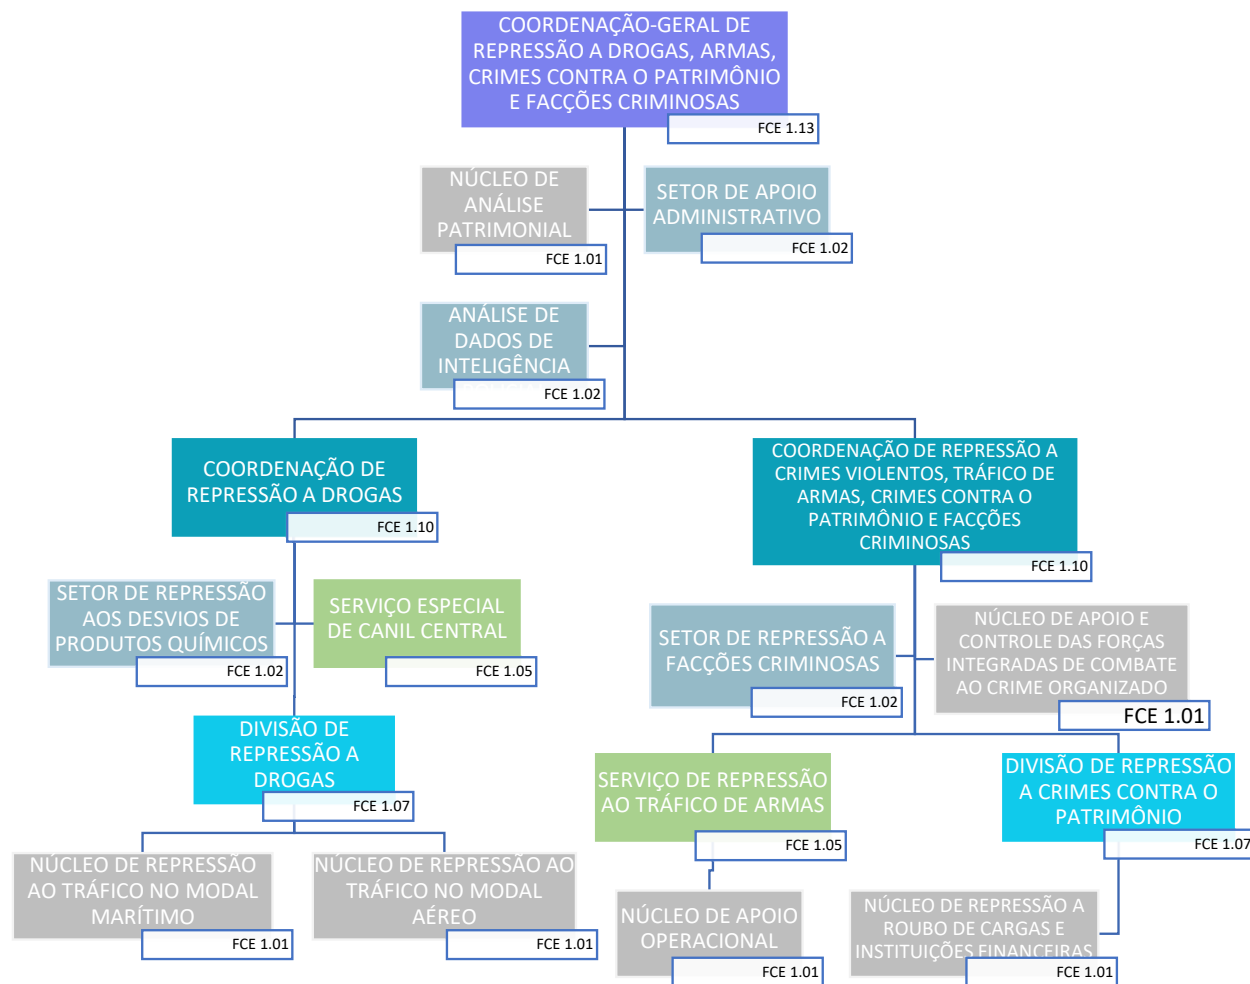 COORDENAÇÃO-GERAL DE
REPRESSÃO A DROGAS, ARMAS,
CRIMES CONTRA O PATRIMÔNIO
E FACÇÕES CRIMINOSAS
FCE 1.13
NÚCLEO DE
ANÁLISE
PATRIMONIAL
FCE 1.01
SETOR DE APOIO
ADMINISTRATIVO
FCE 1.02
ANÁLISE DE
DADOS DE
INTELIGÊNCIA
FCE 1.02
COORDENAÇÃO DE
REPRESSÃO A DROGAS
FCE 1.10
COORDENAÇÃO DE REPRESSÃO A
CRIMES VIOLENTOS, TRÁFICO DE
ARMAS, CRIMES CONTRA O
PATRIMÔNIO E FACÇÕES
CRIMINOSAS
FCE 1.10
SETOR DE REPRESSÃO
AOS DESVIOS DE
PRODUTOS QUÍMICOS
FCE 1.02
SERVIÇO ESPECIAL
DE CANIL CENTRAL
FCE 1.05
SETOR DE REPRESSÃO A
FACÇÕES CRIMINOSAS
FCE 1.02
NÚCLEO DE APOIO E
CONTROLE DAS FORÇAS
INTEGRADAS DE COMBATE
AO CRIME ORGANIZADO
FCE 1.01
DIVISÃO DE
REPRESSÃO A
DROGAS
FCE 1.07
SERVIÇO DE REPRESSÃO
AO TRÁFICO DE ARMAS
FCE 1.05
DIVISÃO DE REPRESSÃO
A CRIMES CONTRA O
PATRIMÔNIO
FCE 1.07
NÚCLEO DE REPRESSÃO
AO TRÁFICO NO MODAL
MARÍTIMO
FCE 1.01
NÚCLEO DE REPRESSÃO AO
TRÁFICO NO MODAL
AÉREO
FCE 1.01
NÚCLEO DE APOIO
OPERACIONAL
FCE 1.01
NÚCLEO DE REPRESSÃO A
ROUBO DE CARGAS E
INSTITUIÇÕES FINANCEIRAS
FCE 1.01